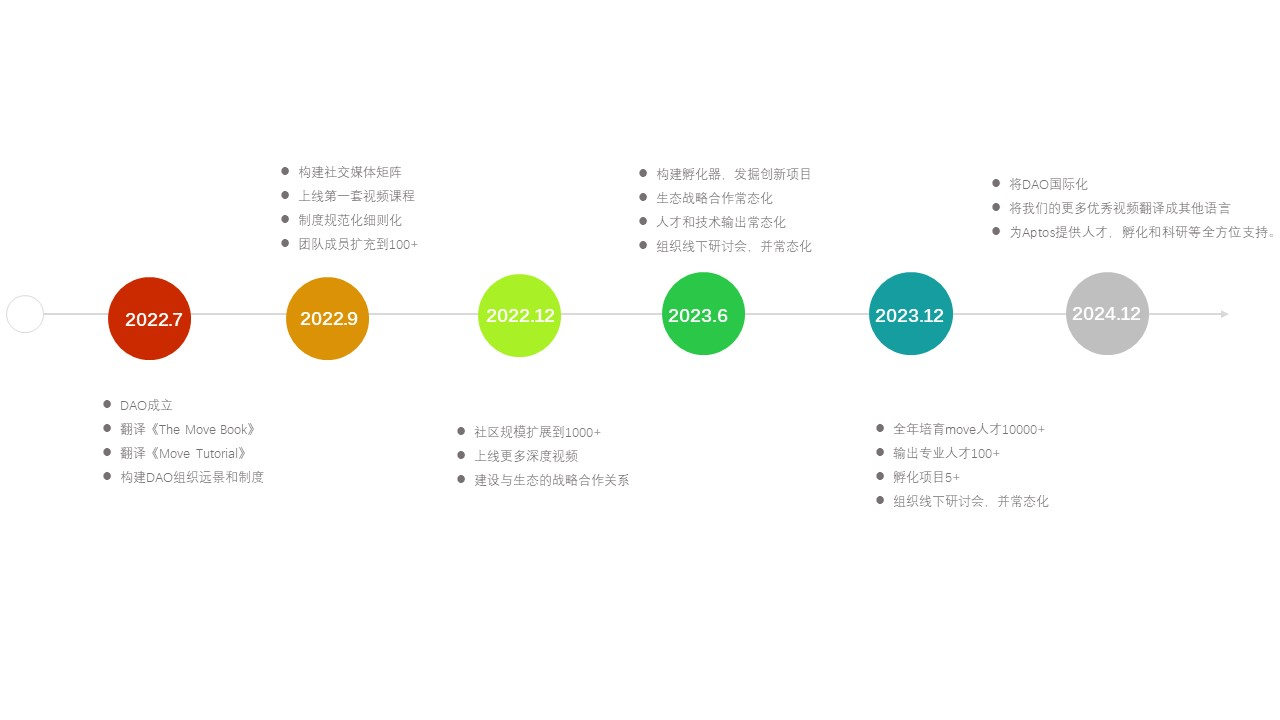 2022.7
DAO成立
翻译《The Move Book》
翻译《Move Tutorial》
构建DAO组织远景和制度
2022.9
构建社交媒体矩阵
上线第一套视频课程
制度规范化细则化
团队成员扩充到100+
2022.12
社区规模扩展到1000+
上线更多深度视频
建设与生态的战略合作关系
2023.6
构建孵化器，发掘创新项目
生态战略合作常态化
人才和技术输出常态化
组织线下研讨会，并常态化
2023.12
全年培育move人才10000+
输出专业人才100+
孵化项目5+
组织线下研讨会，并常态化
2024.12
将DAO国际化
将我们的更多优秀视频翻译成其他语言
为Aptos提供人才，孵化和科研等全方位支持。